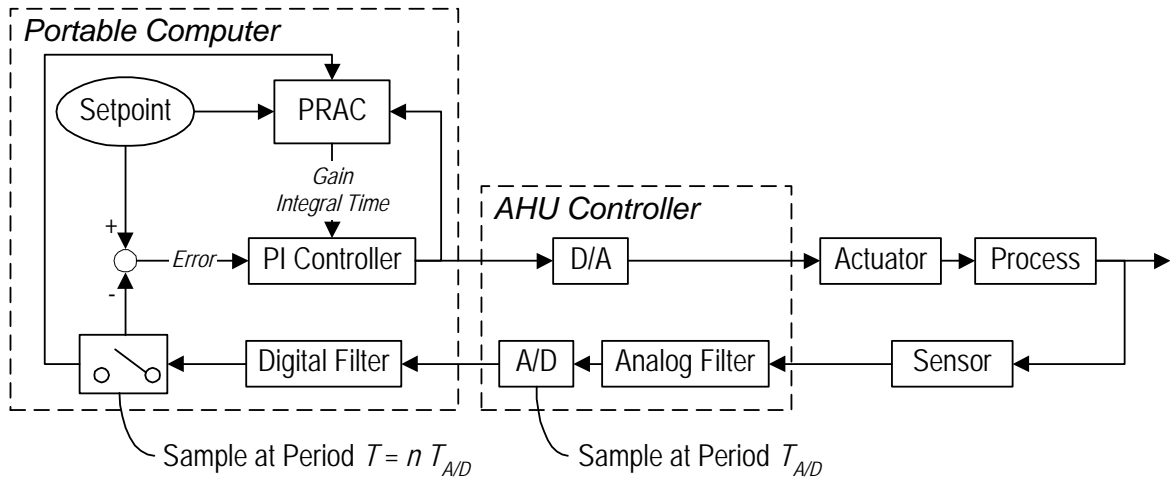 Portable Computer
Setpoint
PRAC
Gain
Integral Time
AHU Controller
+
Error
PI Controller
D/A
Actuator
Process
-
Digital Filter
A/D
Analog Filter
Sensor
Sample at Period T = n T_A/D
Sample at Period T_A/D